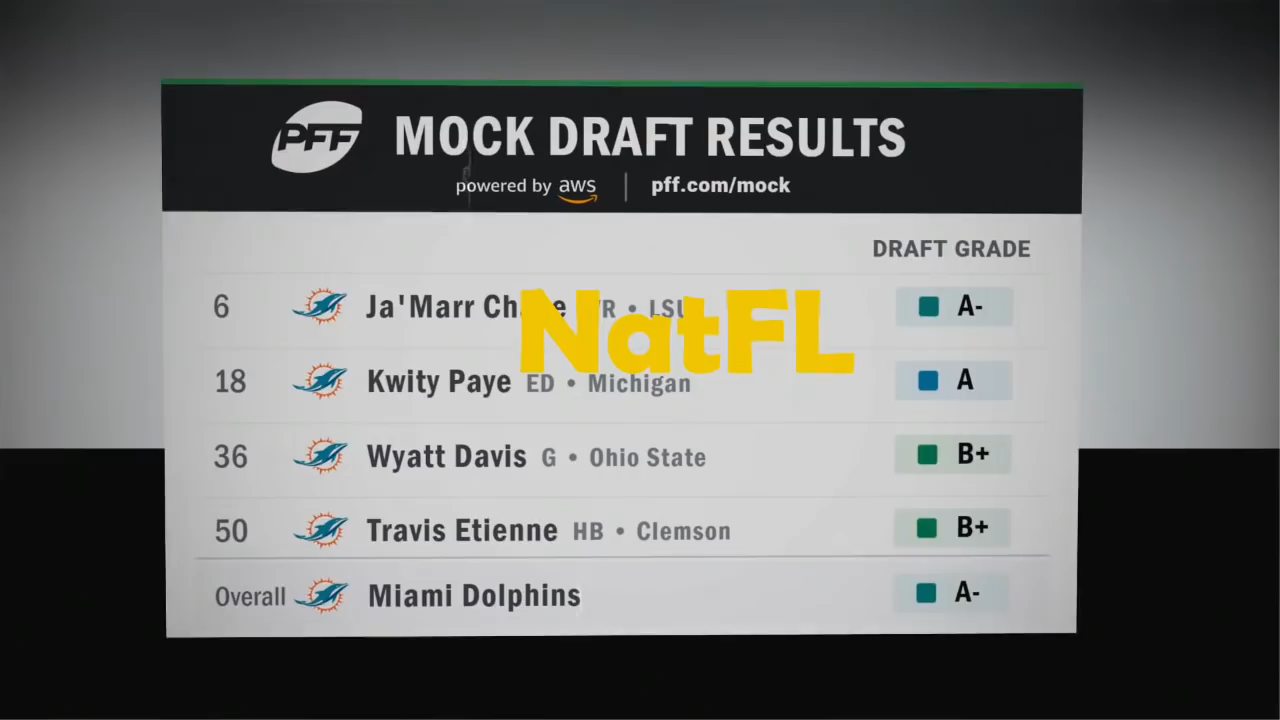 PFF MOCK DRAFT RESULTS
powered by aws | pff.com/mock
DRAFT GRADE
6 Ja'Marr • LSU A-
NatFL
18 Kwity Paye ED • Michigan A
36 Wyatt Davis G • Ohio State B+
50 Travis Etienne HB • Clemson B+
Overall Miami Dolphins A-